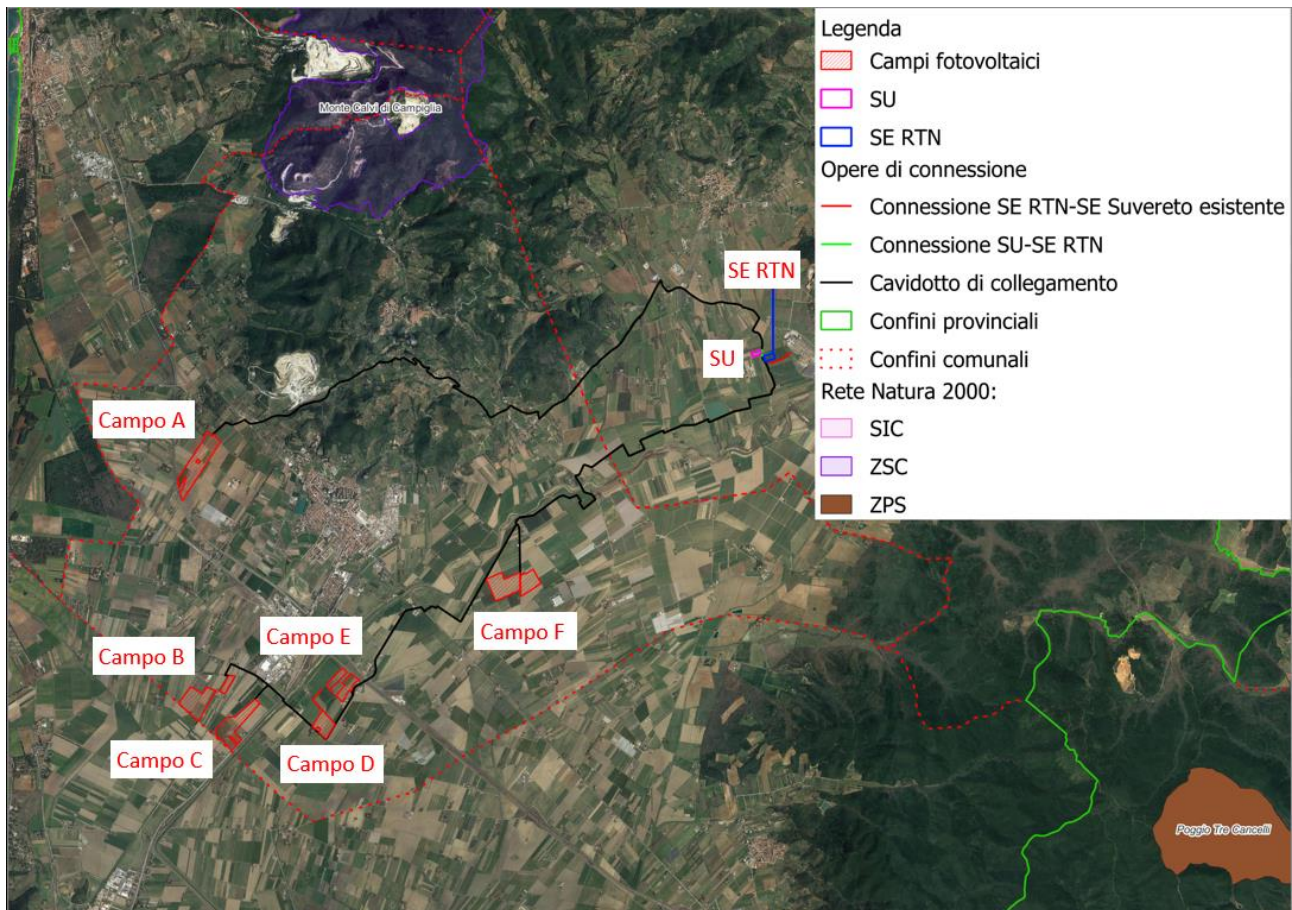 Legenda
Campi fotovoltaici
SU
SE RTN
Opere di connessione
Connessione SE RTN-SE Suvereto esistente
Connessione SU-SE RTN
Cavidotto di collegamento
Confini provinciali
Confini comunali
Rete Natura 2000:
SIC
ZSC
ZPS
Monte Calvi di Campiglia
SE RTN
SU
Campo A
Campo E
Campo F
Campo B
Campo C
Campo D
Poggio Tre Cancelli